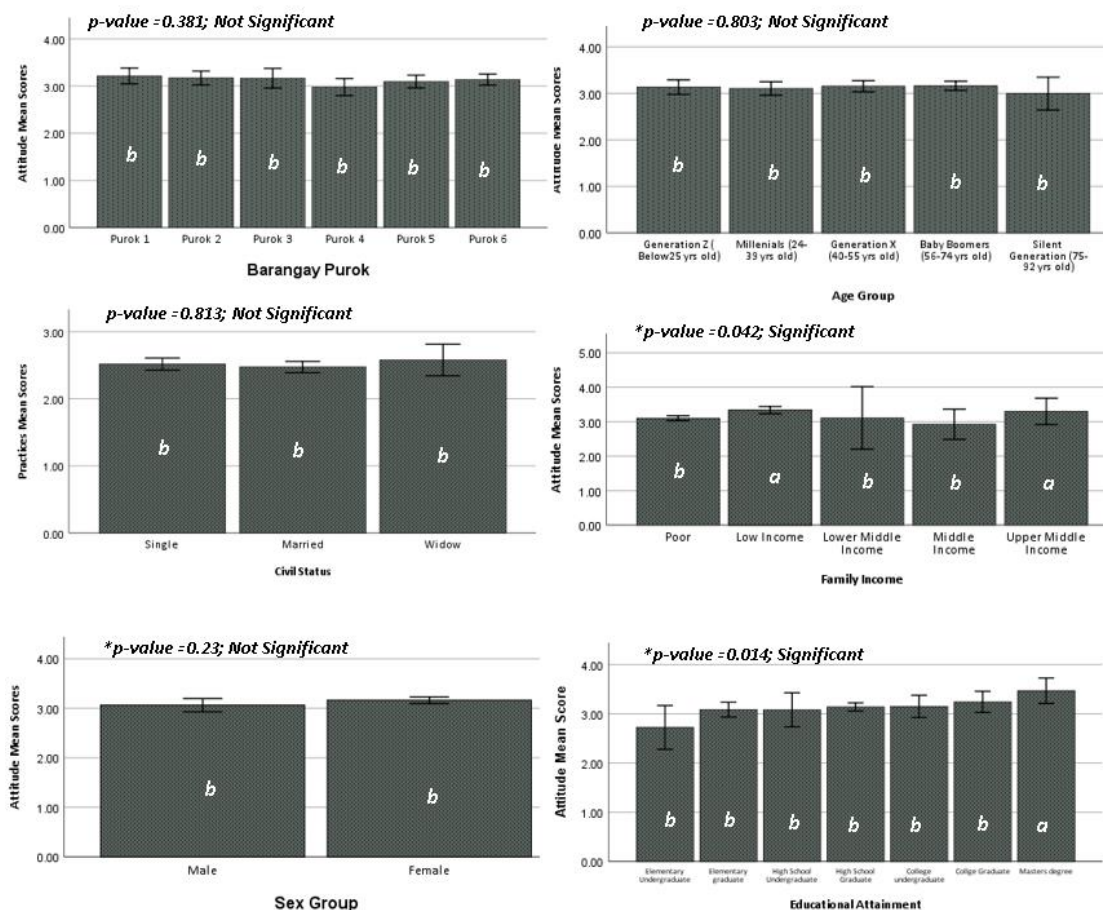 p-value =0.381; Not Significant
Attitude Mean Scores
4.00
3.00
2.00
1.00
0.00
b b b b b b
Purok 1 Purok 2 Purok 3 Purok 4 Purok 5 Purok 6
Barangay Purok
p-value =0.803; Not Significant
Attitude Mean Scores
4.00
3.00
2.00
1.00
0.00
b b b b b
Generation Z ( Below25 yrs old)
Millenials (24-39 yrs old)
Generation X (40-55 yrs old)
Baby Boomers (56-74 yrs old)
Silent Generation (75-92 yrs old)
Age Group
p-value =0.813; Not Significant
Practices Mean Scores
3.00
2.00
1.00
0.00
b b b
Single Married Widow
Civil Status
*p-value =0.042; Significant
Attitude Mean Scores
5.00
4.00
3.00
2.00
1.00
0.00
b a b b a
Poor
Low Income
Lower Middle Income
Middle Income
Upper Middle Income
Family Income
*p-value =0.23; Not Significant
Attitude Mean Scores
4.00
3.00
2.00
1.00
0.00
b b
Male Female
Sex Group
*p-value =0.014; Significant
Attitude Mean Score
4.00
3.00
2.00
1.00
0.00
b b b b b b a
Elementary Undergraduate
Elementary graduate
High School Undergraduate
High School Graduate
College undergraduate
Collge Graduate
Masters degree
Educational Attainment